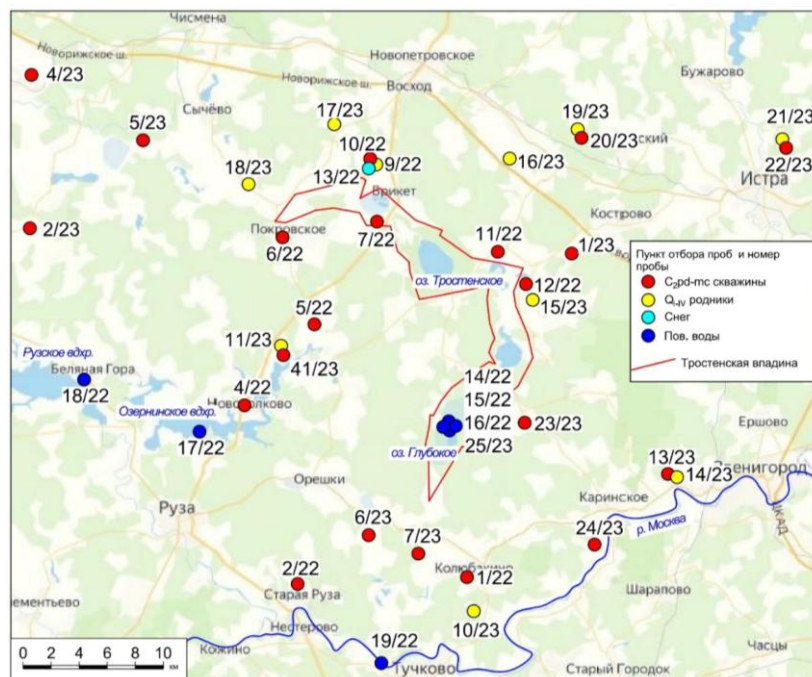 Чисмена
Новорижское ш.
4/23
Новопетровское
Новорижское ш.
Восход
Бужарово
Сычёво
17/23
19/23
21/23
5/23
20/23
ский
10/22
9/22
16/23
22/23
18/23
13/22
Врикет
Истра
2/23
Покровское
7/22
Кострово
6/22
11/22
1/23
оз. Тростенское
12/22
15/23
Пункт отбора проб и номер
пробы
C₂pd-mc скважины
Q_I-IV родники
Снег
Пов. воды
Тростенская впадина
5/22
11/23
41/23
Рузское вдхр.
Беляная Гора
18/22
4/22
Озернинское вдхр.
17/22
14/22
15/22
16/22
25/23
оз. Глубокое
23/23
Ершово
Орешки
13/23
14/23
Каринское
Руза
р. Москва
6/23
7/23
24/23
1/22
2/22
Старая Руза
Шарапово
лементьево
Нестерово
10/23
Кожино
19/22
Тучково
Старый Городок
Часцы
0 2 4 6 8 10
км